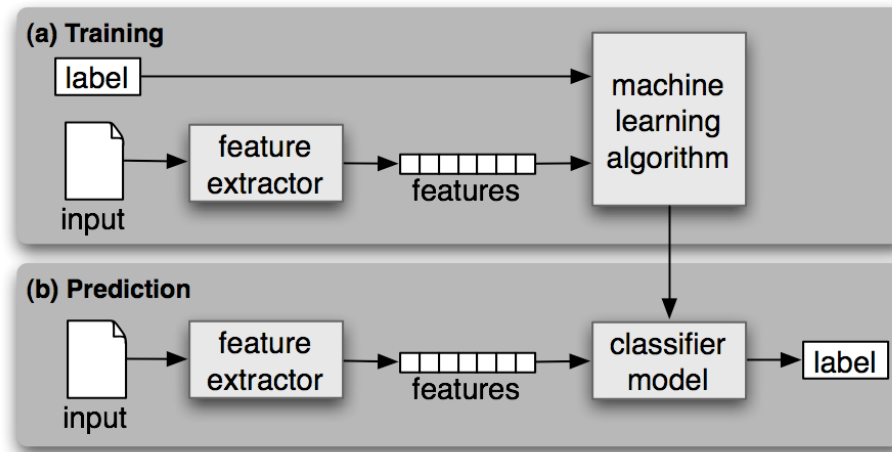 (a) Training
label
machine
learning
algorithm
feature
extractor
features
input
(b) Prediction
feature
extractor
features
classifier
model
label
input